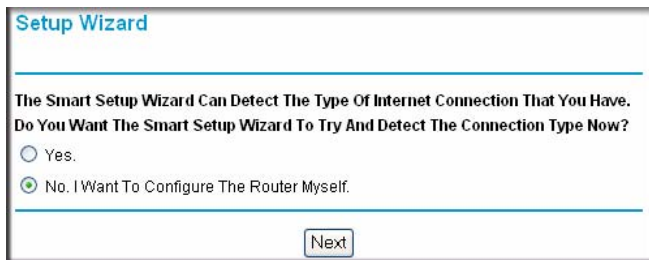 Setup Wizard
The Smart Setup Wizard Can Detect The Type Of Internet Connection That You Have.
Do You Want The Smart Setup Wizard To Try And Detect The Connection Type Now?
Yes.
No. I Want To Configure The Router Myself.
Next